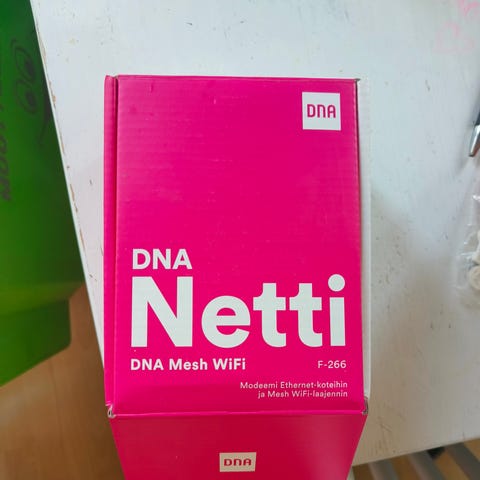 DNA
DNA
Netti
DNA Mesh WiFi
F-266
Modeemi Ethernet-koteihin
ja Mesh WiFi-laajennin
DNA